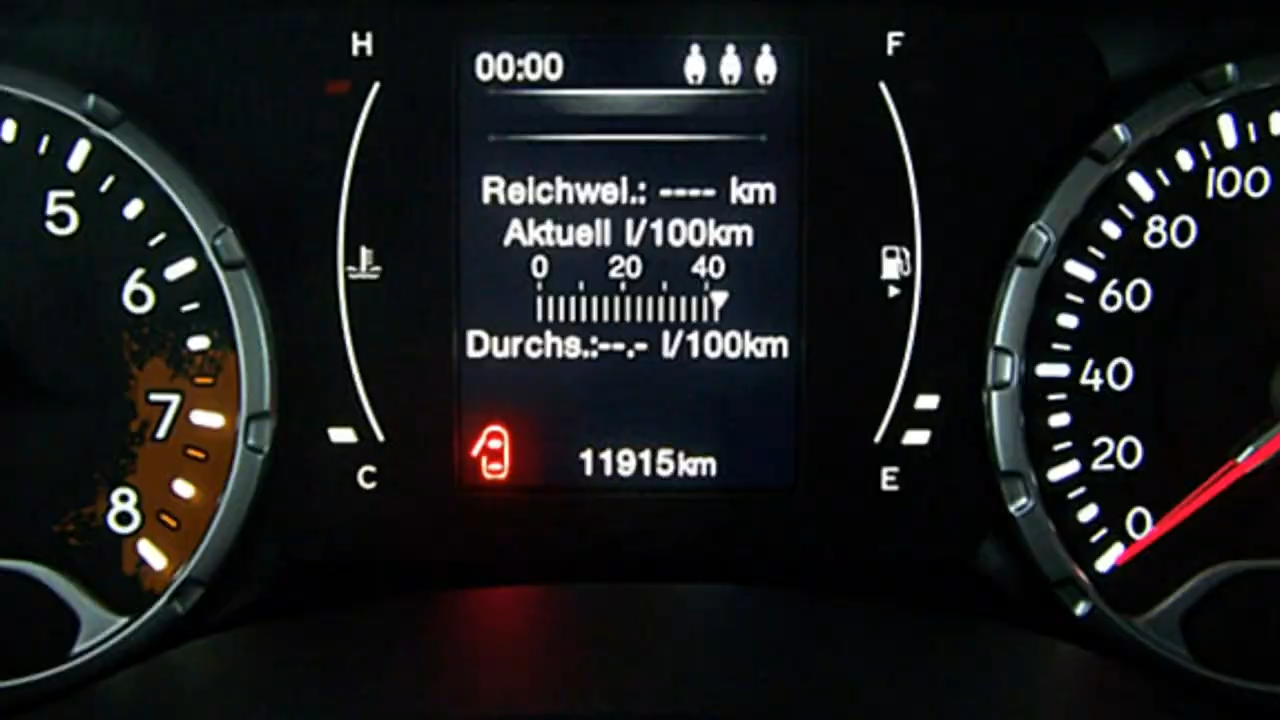 H
F
00:00
Reichwei.: ---- km
Aktuell l/100km
0 20 40
Durchs.:--.- l/100km
11915km
C
E
5
6
7
8
100
80
60
40
20
0